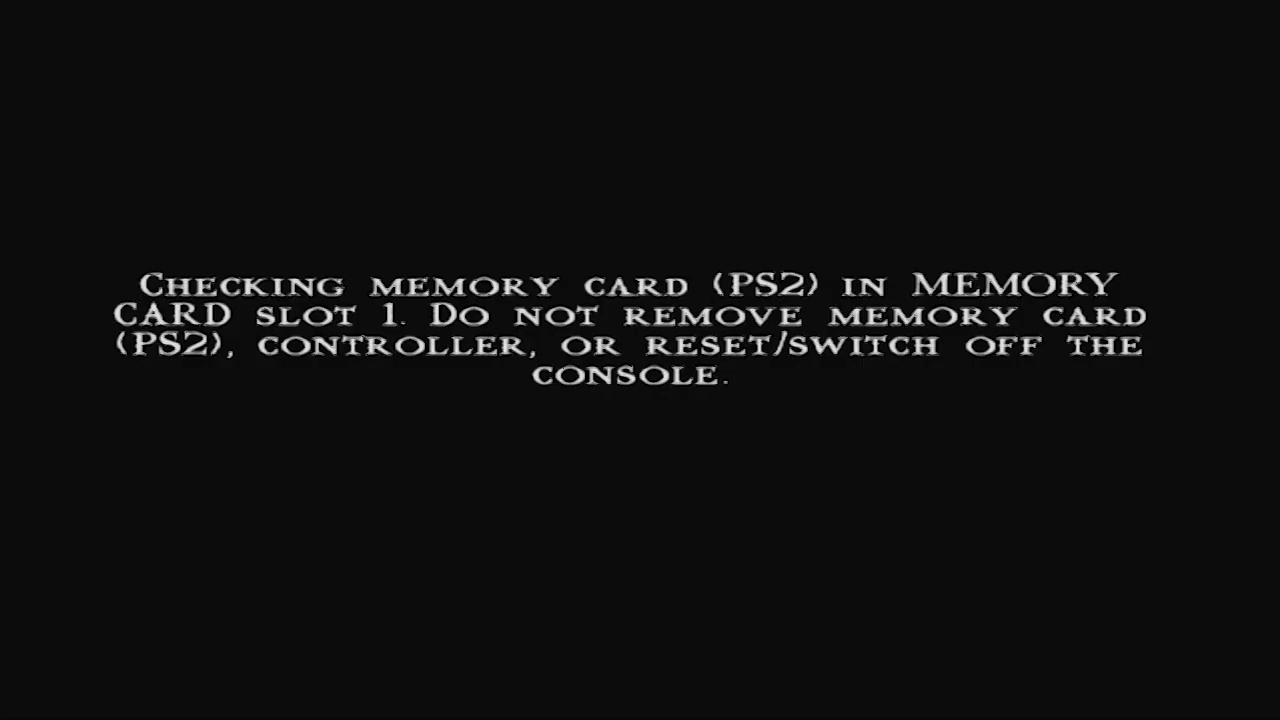 Checking memory card (PS2) in MEMORY
CARD slot 1. Do not remove memory card
(PS2), controller, or reset/switch off the
console.